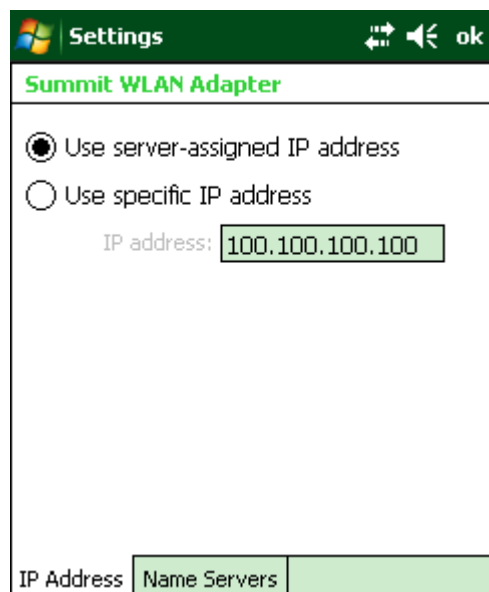 Settings ok
Summit WLAN Adapter
Use server-assigned IP address
Use specific IP address
IP address: 100.100.100.100
IP Address Name Servers